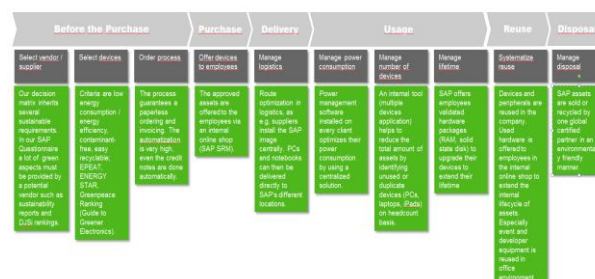 Before the Purchase
Purchase
Delivery
Usage
Reuse
Disposa
Select vendor /
supplier
Our decision
matrix inherits
several
sustainable
requirements.
In our SAP
Questionnaire
a lot of green
aspects must
be provided by
a potential
vendor such as
sustainability
reports and
DJSI rankings.
Select devices
Criteria are low
energy
consumption /
energy
efficiency,
contaminant-
free, easy
recyclable;
EPEAT,
ENERGY
STAR,
Greenpeace
Ranking
(Guide to
Greener
Electronics).
Order process
The process
guarantees a
paperless
ordering and
invoicing. The
automatization
is very high,
even the credit
notes are done
automatically.
Offer devices
to employees
The approved
assets are
offered to the
employees via
an internal
online shop
(SAP SRM).
Manage
logistics
Route
optimization in
logistics, as
e.g. suppliers
install the SAP
image
centrally, PCs
and notebooks
can then be
delivered
directly to
SAP's different
locations.
Manage power
consumption
Power
management
software
installed on
every client
optimizes their
power
consumption
by using a
centralized
solution.
Manage
number of
devices
An internal tool
(multiple
devices
application)
helps to
reduce the
total amount of
assets by
identifying
unused or
duplicate
devices (PCs,
laptops, iPads)
on headcount
basis.
Manage
lifetime
SAP offers
employees
validated
hardware
packages
(RAM, solid
state disk) to
upgrade their
devices to
extend their
lifetime
Systematize
reuse
Devices and
peripherals are
reused in the
company.
Used
hardware is
offered to
employees in
the internal
online shop to
extend the
internal
lifecycle of
assets.
Especially
event and
developer
equipment is
reused in
office
environment
Manage
disposal
SAP assets
are sold or
recycled by
one global
certified
partner in an
environmenta
y friendly
manner